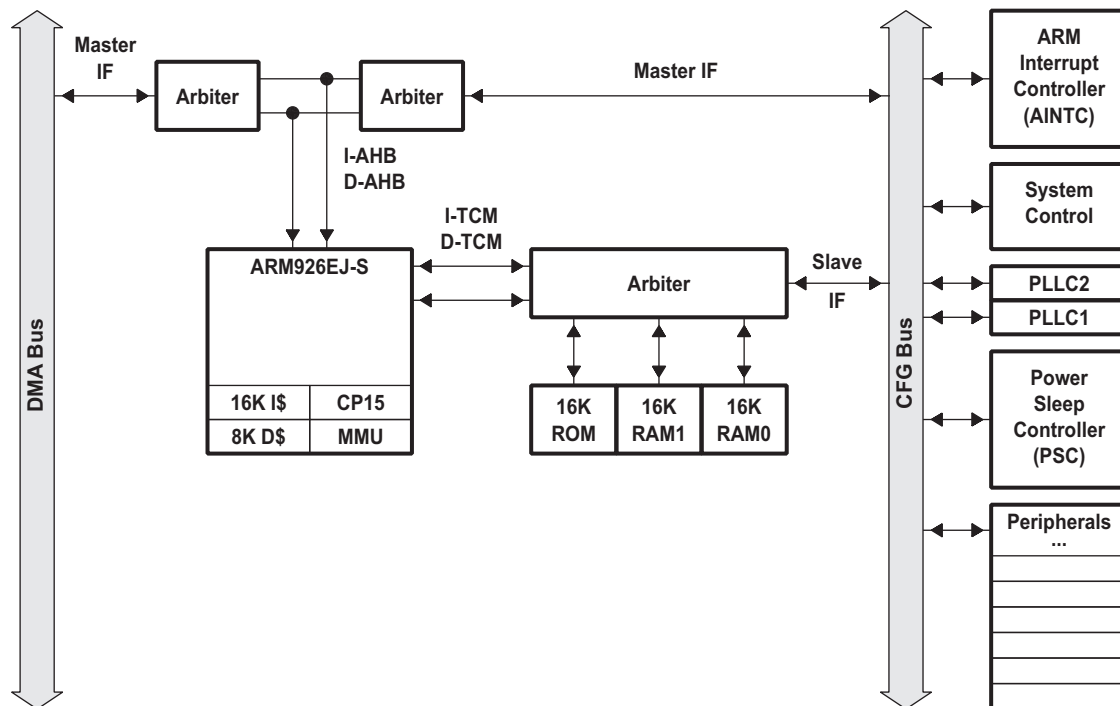 Master
IF
Arbiter
Arbiter
Master IF
ARM
Interrupt
Controller
(AINTC)
I-AHB
D-AHB
System
Control
I-TCM
D-TCM
ARM926EJ-S
Arbiter
Slave
IF
PLLC2
PLLC1
DMA Bus
CFG Bus
16K I$
CP15
8K D$
MMU
16K
ROM
16K
RAM1
16K
RAM0
Power
Sleep
Controller
(PSC)
Peripherals
...